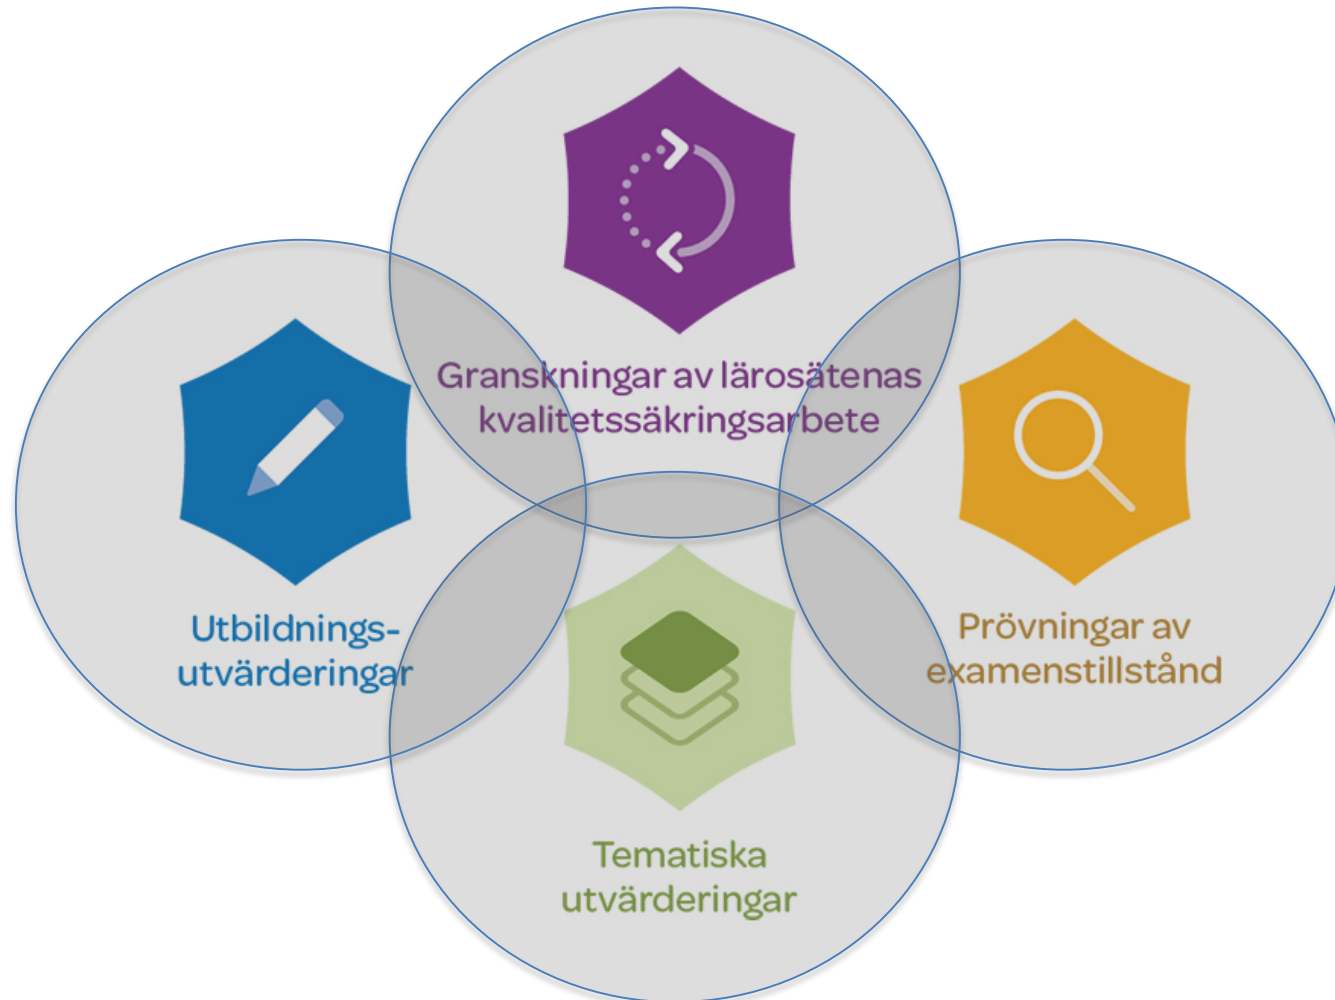 Granskningar av lärosätenas
kvalitetssäkringsarbete
Utbildnings-
utvärderingar
Prövningar av
examenstillstånd
Tematiska
utvärderingar